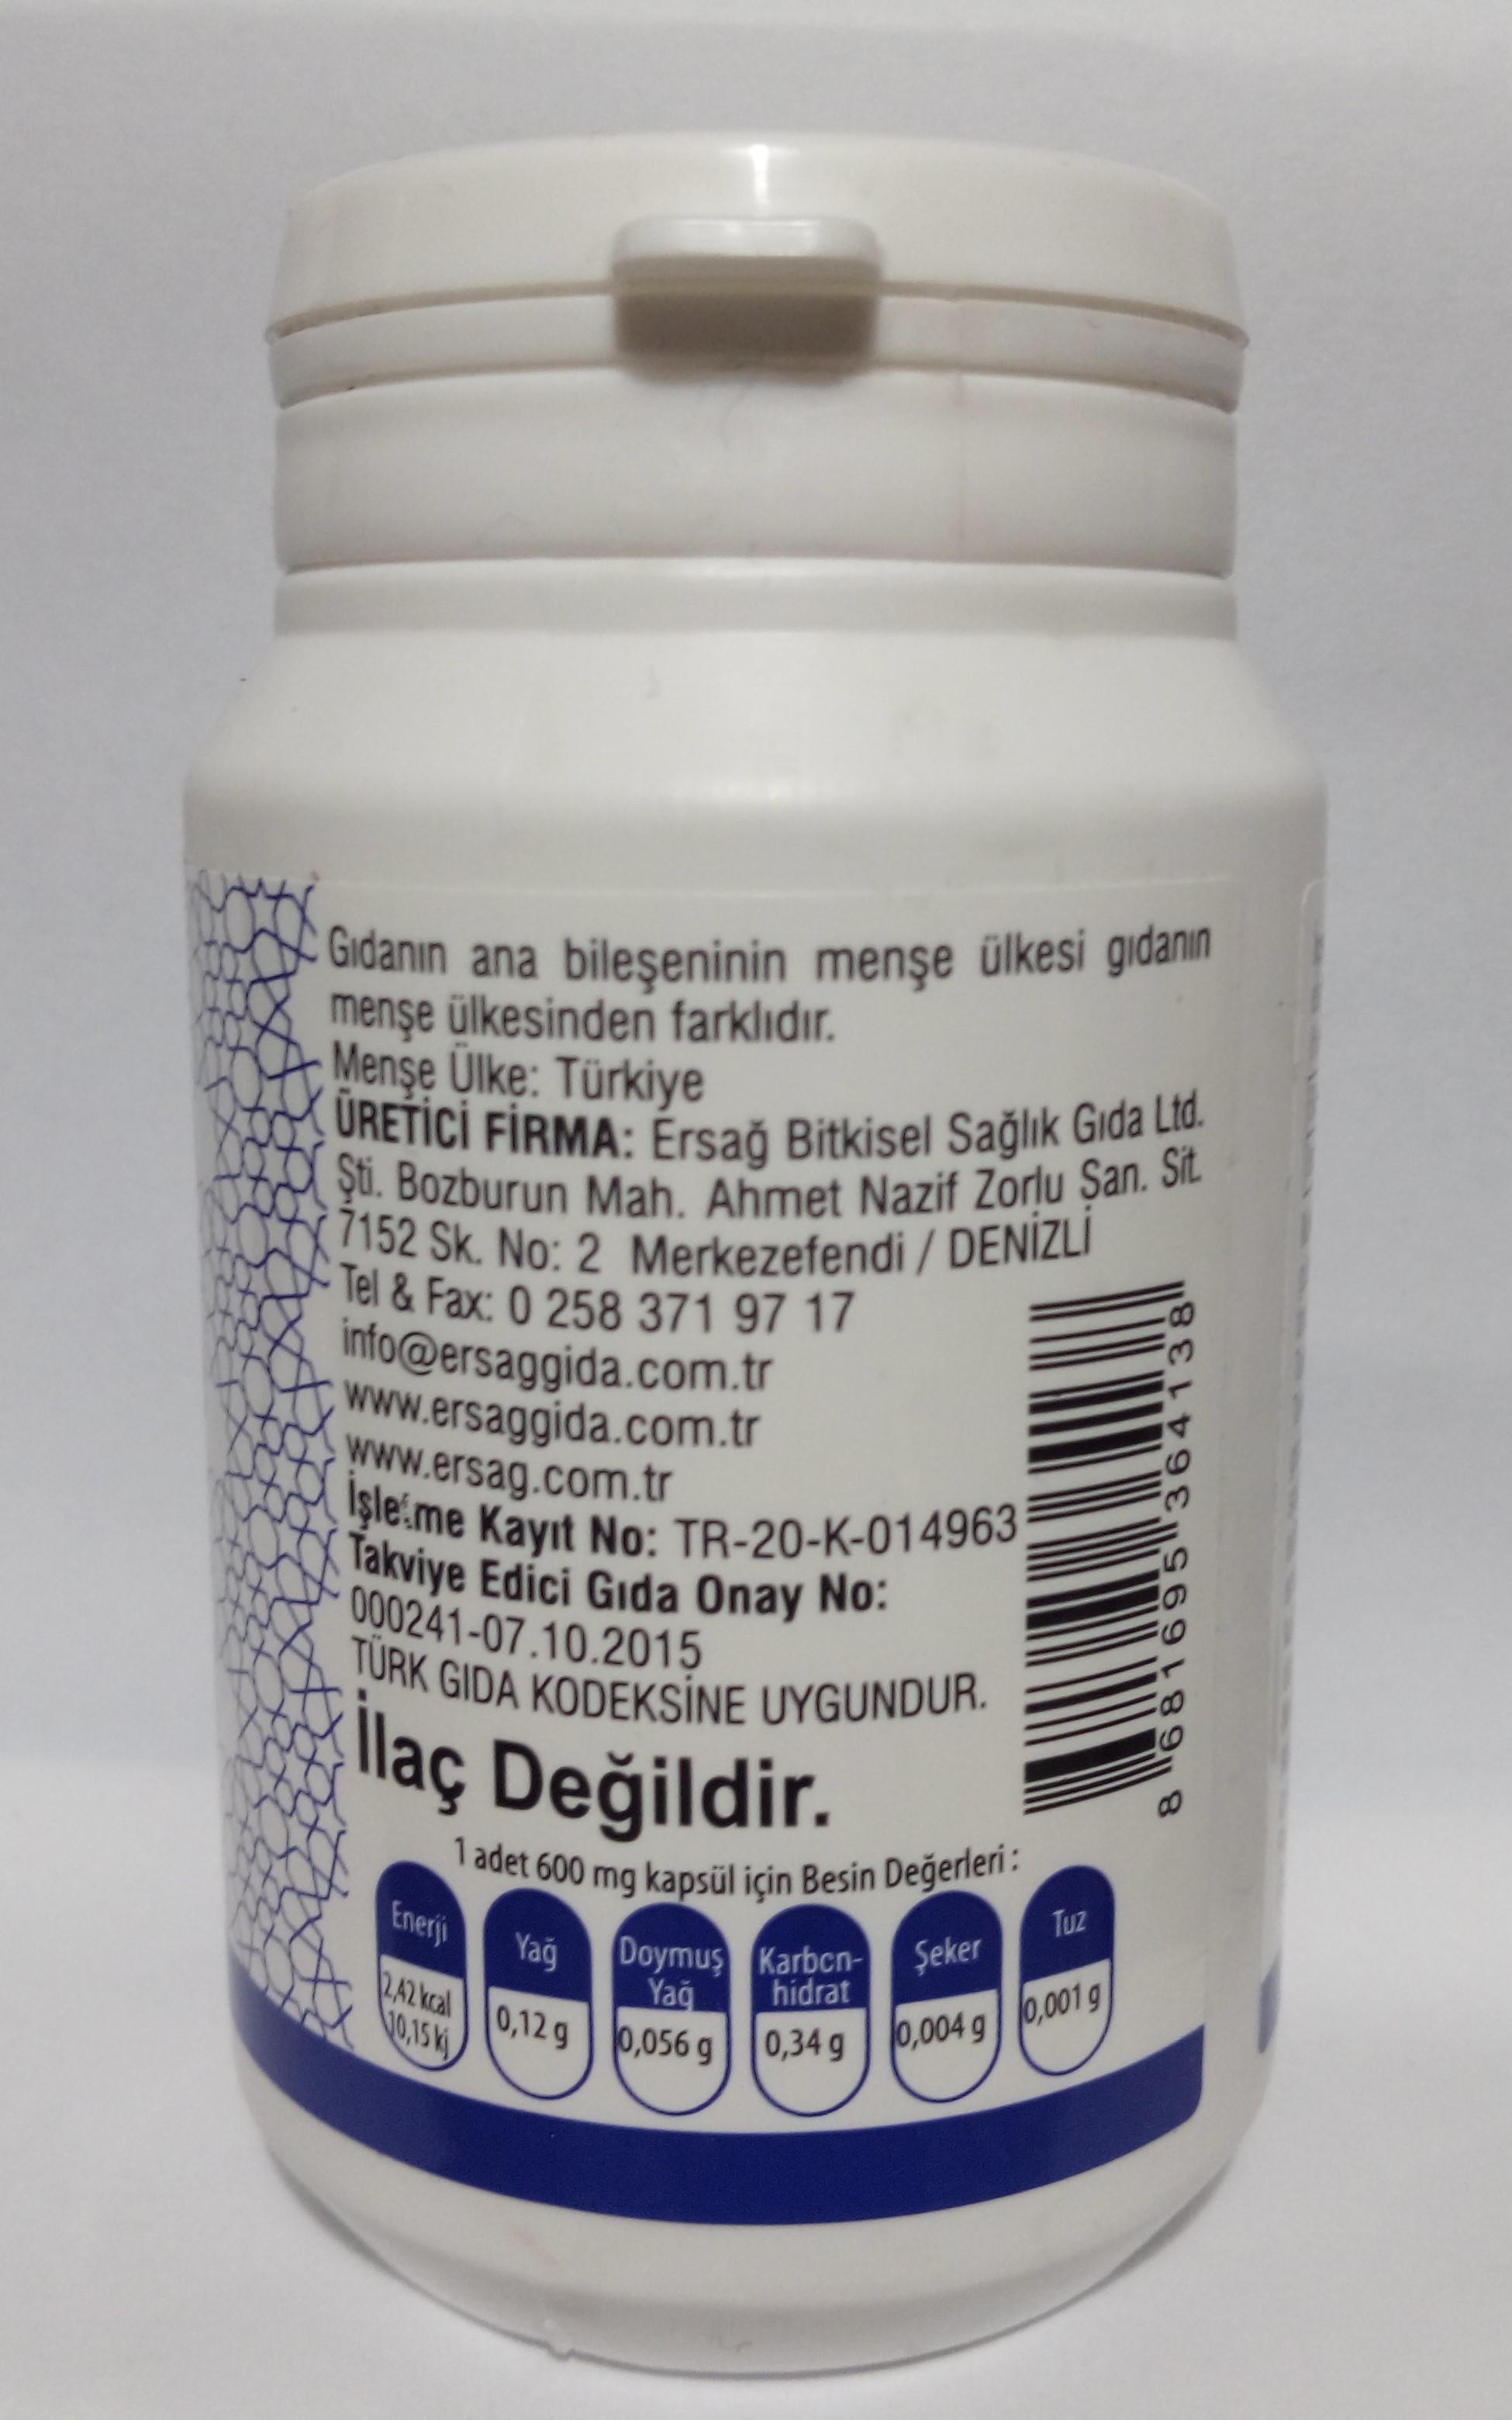 Gıdanın ana bileşeninin menşe ülkesi gıdanın
menşe ülkesinden farklıdır.
Menşe Ülke: Türkiye
ÜRETİCİ FİRMA: Ersağ Bitkisel Sağlık Gıda Ltd.
Şti. Bozburun Mah. Ahmet Nazif Zorlu San. Sit.
7152 Sk. No: 2 Merkezefendi / DENİZLİ
Tel & Fax: 0 258 371 97 17
info@ersaggida.com.tr
www.ersaggida.com.tr
www.ersag.com.tr
İşletme Kayıt No: TR-20-K-014963
Takviye Edici Gıda Onay No:
000241-07.10.2015
TÜRK GIDA KODEKSİNE UYGUNDUR.
İlaç Değildir.
8 681695 364138
1 adet 600 mg kapsül için Besin Değerleri :
Enerji
2,42 kcal
10,15 kj
Yağ
0,12 g
Doymuş
Yağ
0,056 g
Karbon-
hidrat
0,34 g
Şeker
0,004 g
Tuz
0,001 g